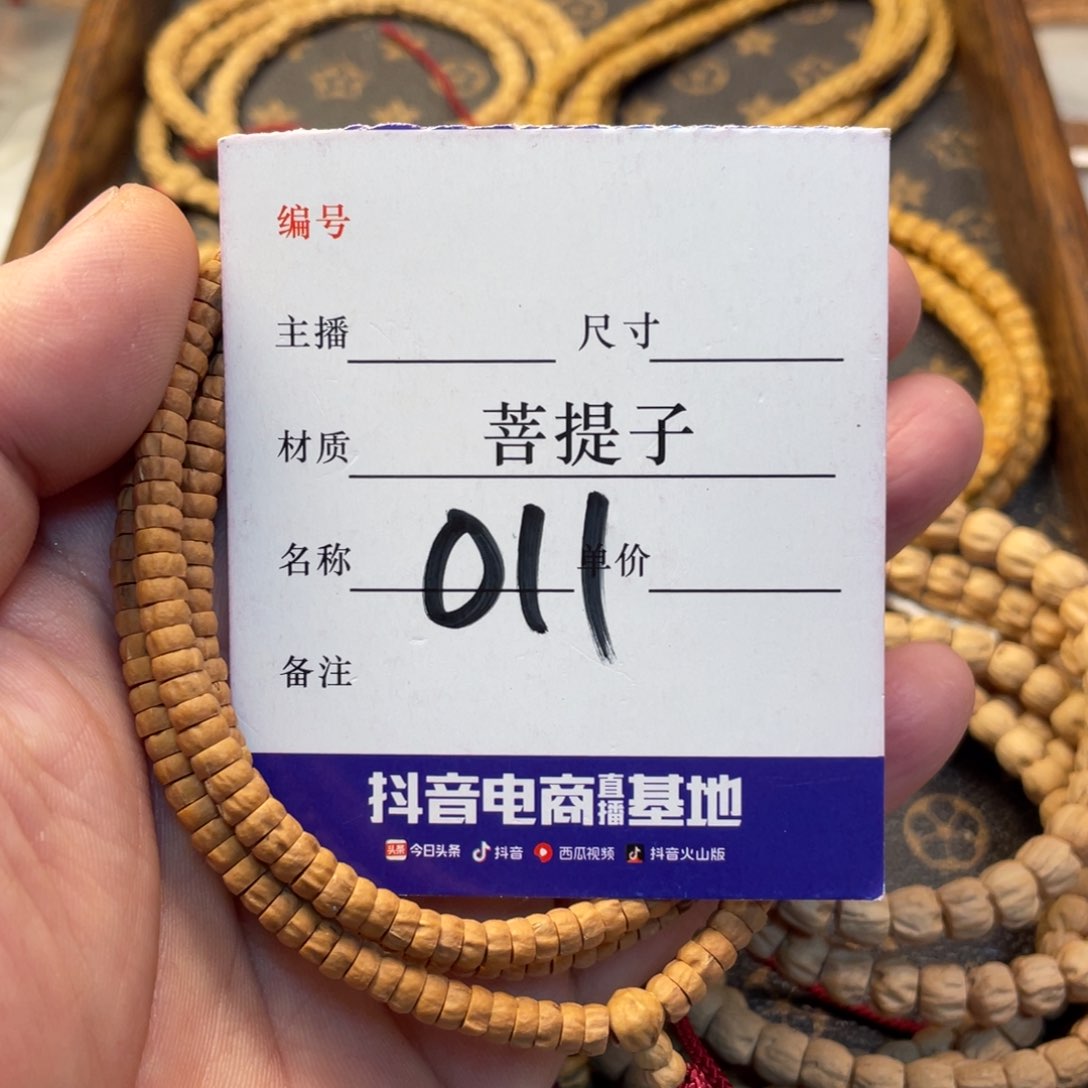 编号
主播 尺寸
材质 菩提子
名称 011 单价
备注
抖音电商直播基地
头条 今日头条 抖音 西瓜视频 抖音火山版